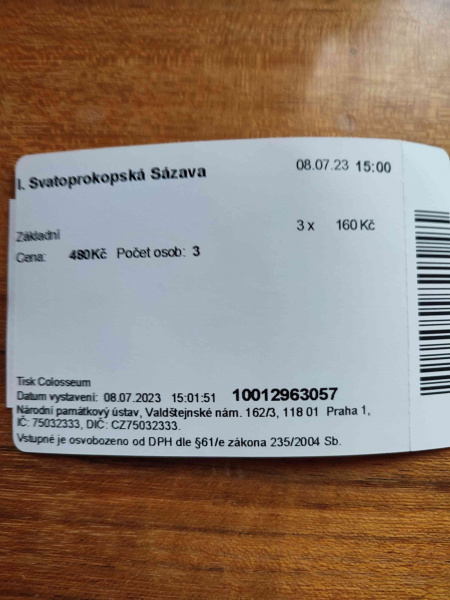 I. Svatoprokopská Sázava 08.07.23 15:00
3 x 160 Kč
Základní
Cena: 480Kč Počet osob: 3
Tisk Colosseum
Datum vystavení: 08.07.2023 15:01:51 10012963057
Národní památkový ústav, Valdštejnské nám. 162/3, 118 01 Praha 1,
IČ: 75032333, DIČ: CZ75032333.
Vstupné je osvobozeno od DPH dle §61/e zákona 235/2004 Sb.